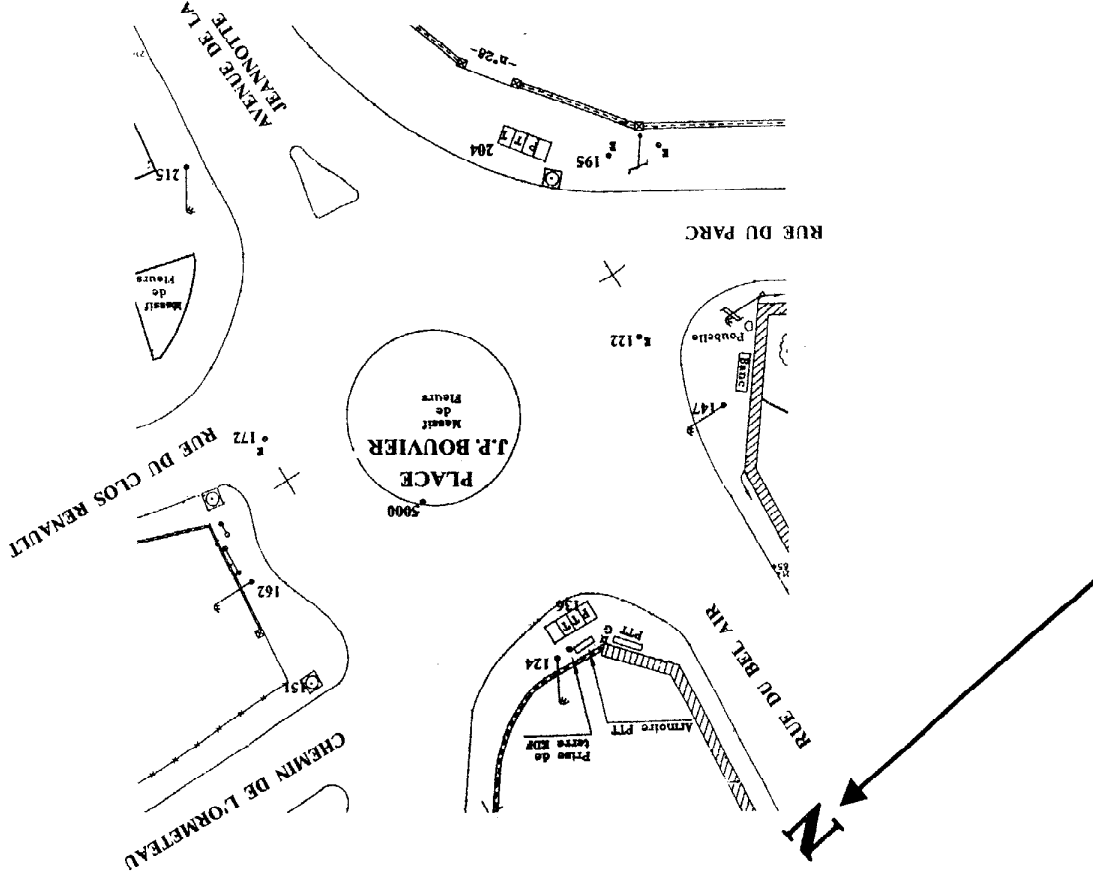 CHEMIN DE L'ORMETEAU
Prise de
terre EDF
Armoire PTT
N
RUE DU BEL AIR
151
124
G
PTT
P T T
136
162
RUE DU CLOS RENAULT
5000
PLACE
J.P. BOUVIER
Massif
de
Fleurs
172
E
147
Banc
Poubelle
E 122
Massif
de
Fleurs
RUE DU PARC
215
204
P T T
195
E
E
n°28
AVENUE DE LA
JEANNOTTE